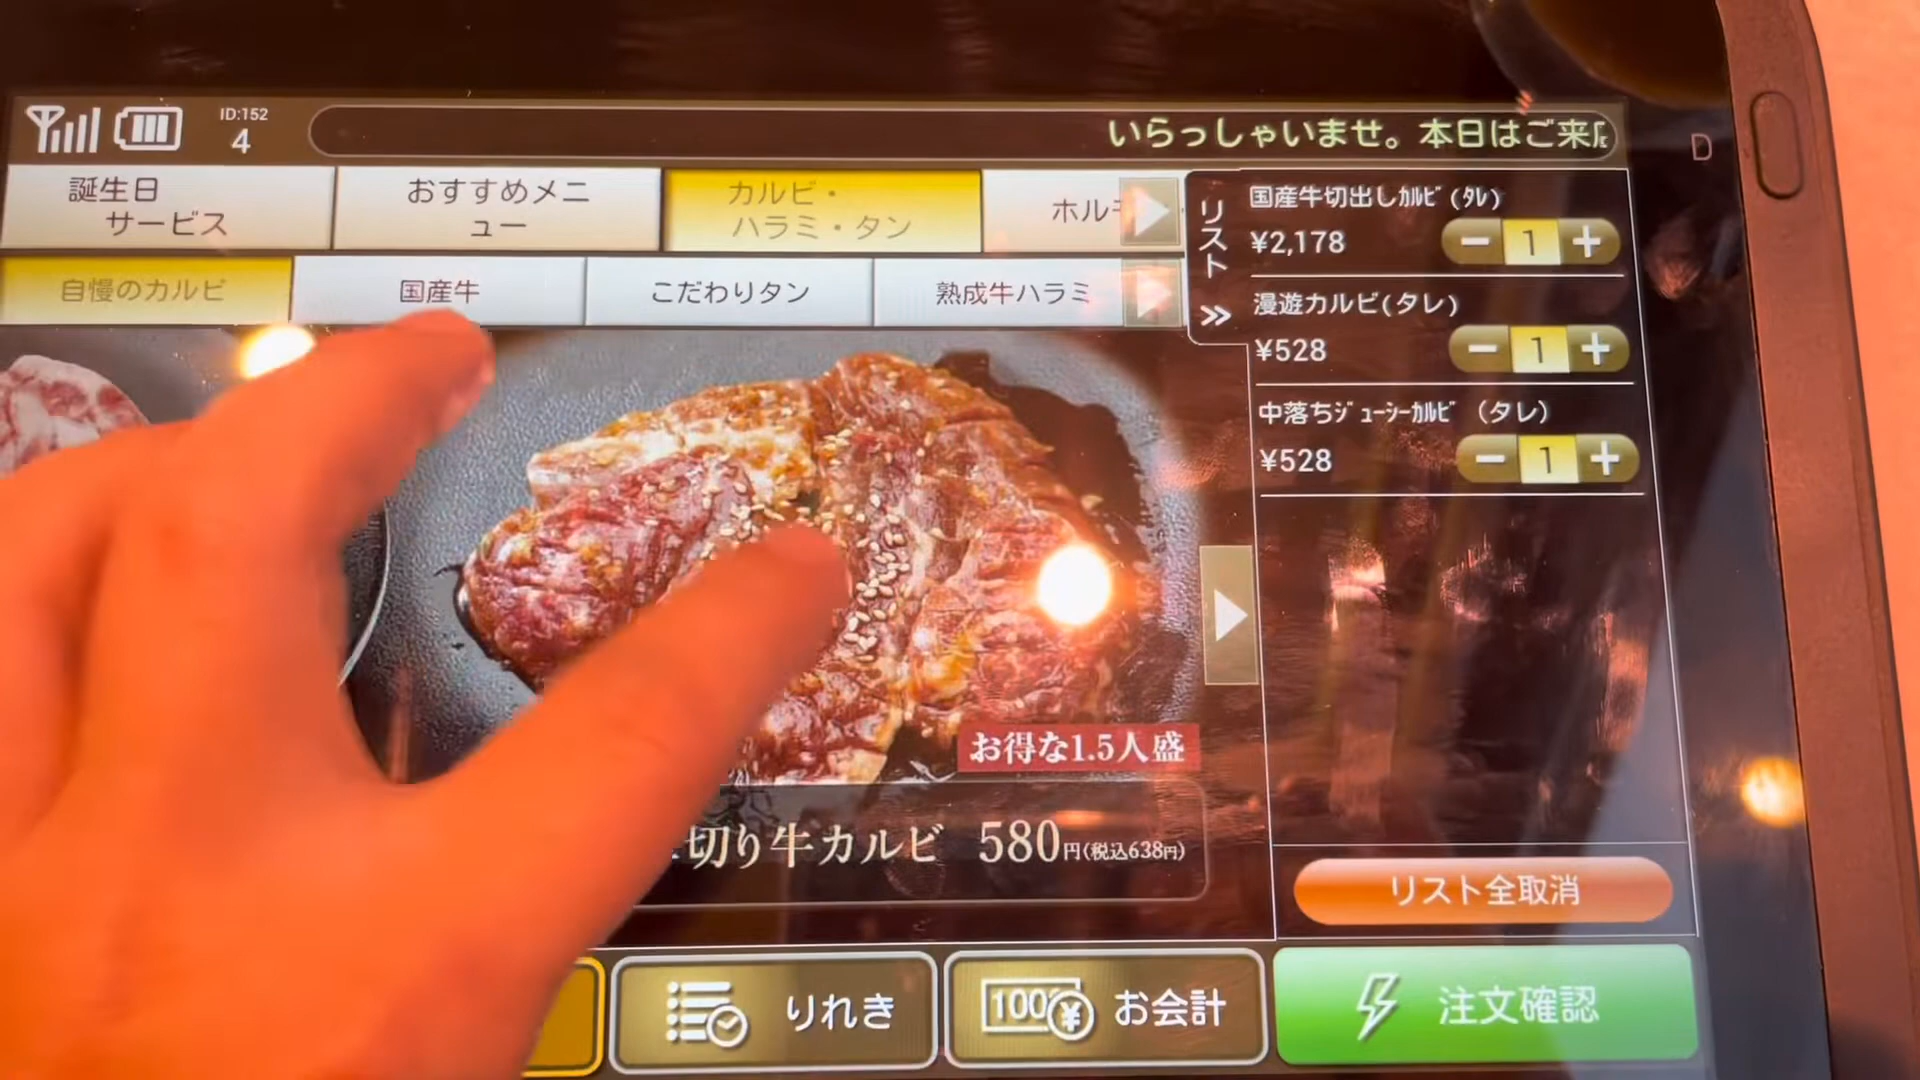 ID:152
4
いらっしゃいませ。本日はご来
誕生日
サービス
おすすめメニ
ュー
カルビ・
ハラミ・タン
ホル
自慢のカルビ
国産牛
こだわりタン
熟成牛ハラミ
リスト
国産牛切出しｶﾙﾋﾞ(ﾀﾚ)
¥2,178
− 1 +
漫遊カルビ(タレ)
¥528
− 1 +
中落ちｼﾞｭｰｼｰｶﾙﾋﾞ（タレ）
¥528
− 1 +
お得な1.5人盛
切り牛カルビ 580円(税込638円)
リスト全取消
りれき
100 ¥ お会計
注文確認
D